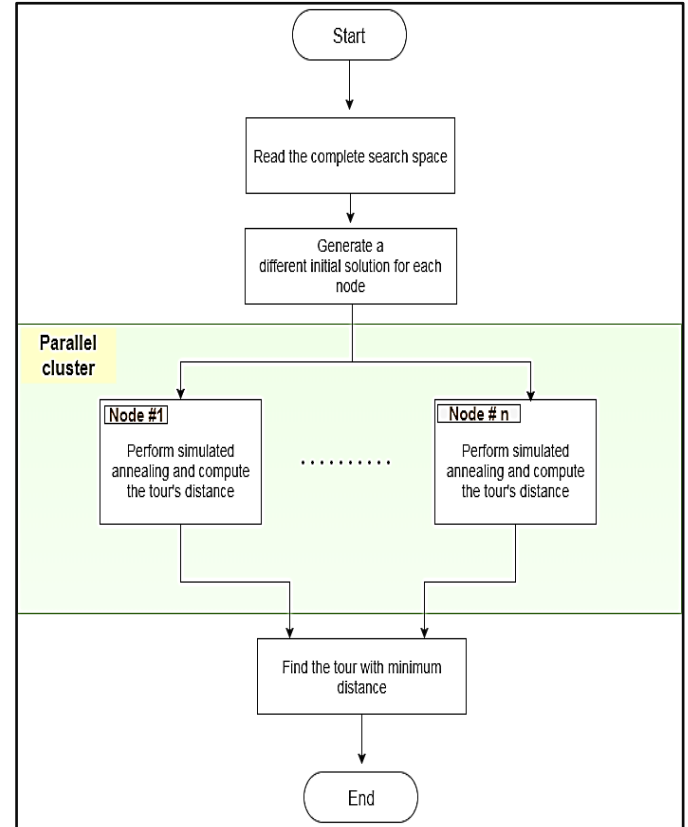 Start
Read the complete search space
Generate a
different initial solution for each
node
Parallel
cluster
Node #1
Perform simulated
annealing and compute
the tour's distance
..........
Node # n
Perform simulated
annealing and compute
the tour's distance
Find the tour with minimum
distance
End